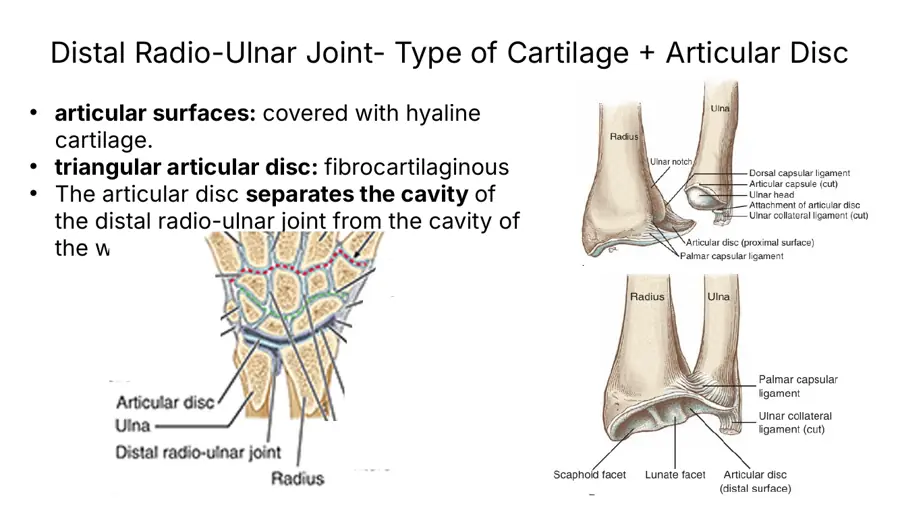 Distal Radio-Ulnar Joint- Type of Cartilage + Articular Disc
• articular surfaces: covered with hyaline
cartilage.
• triangular articular disc: fibrocartilaginous
• The articular disc separates the cavity of
the distal radio-ulnar joint from the cavity of
the
Articular disc
Ulna
Distal radio-ulnar joint
Radius
Radius
Ulna
Ulnar notch
Dorsal capsular ligament
Articular capsule (cut)
Ulnar head
Attachment of articular disc
Ulnar collateral ligament (cut)
Articular disc (proximal surface)
Palmar capsular ligament
Radius
Ulna
Palmar capsular
ligament
Ulnar collateral
ligament (cut)
Scaphoid facet
Lunate facet
Articular disc
(distal surface)